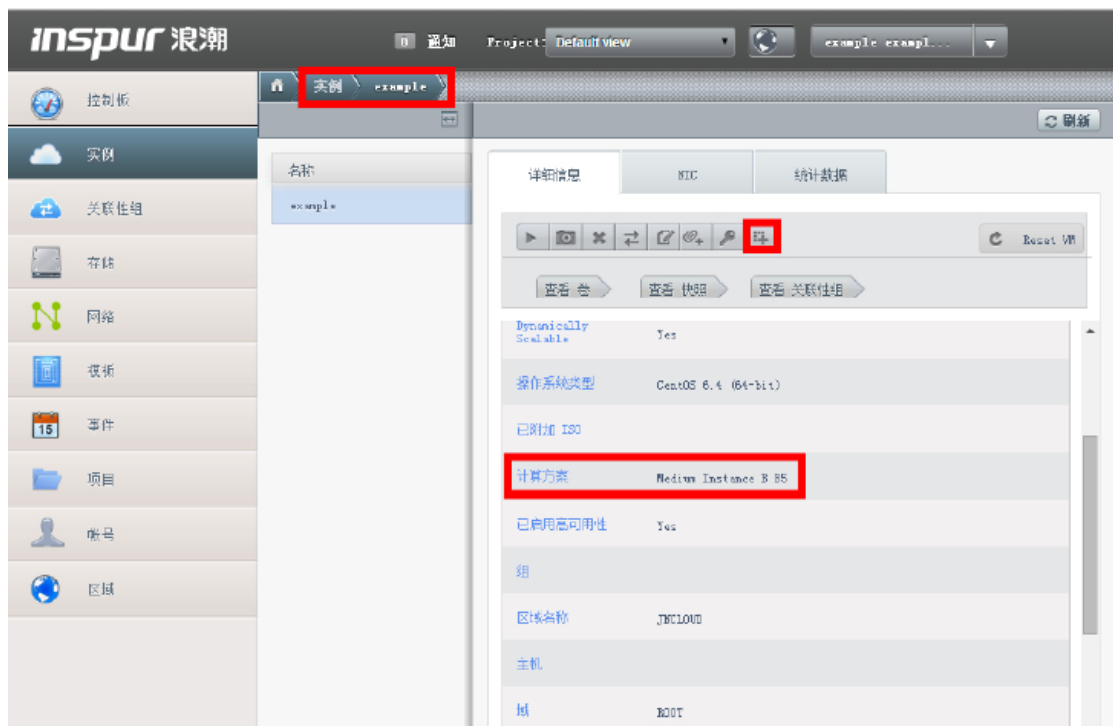 inspur 浪潮
0 通知 Project: Default view example exampl...
实例 example
刷新
控制板
实例
关联性组
存储
网络
模板
15 事件
项目
帐号
区域
名称
example
详细信息 NIC 统计数据
Reset VM
查看 卷 查看 快照 查看 关联性组
Dynamically
Scalable Yes
操作系统类型 CentOS 6.4 (64-bit)
已附加 ISO
计算方案 Medium Instance B B5
已启用高可用性 Yes
组
区域名称 JNCLOUD
主机
域 ROOT